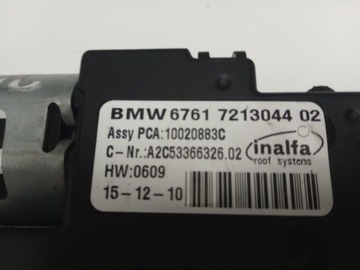 BMW 6761 7213044 02
Assy PCA:10020883C
C-Nr.:A2C53366326.02
HW:0609
15-12-10
inalfa
roof systems